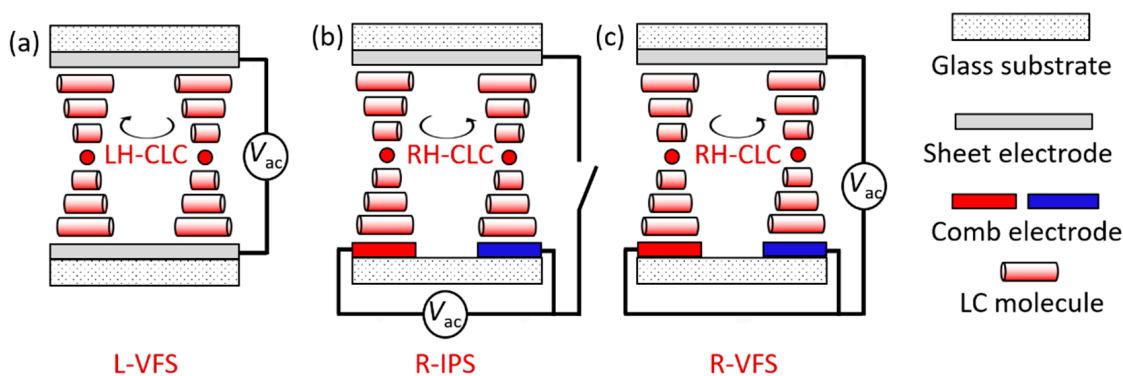 (a)
(b)
(c)
LH-CLC
Vac
RH-CLC
Vac
RH-CLC
Vac
L-VFS
R-IPS
R-VFS
Glass substrate
Sheet electrode
Comb electrode
LC molecule